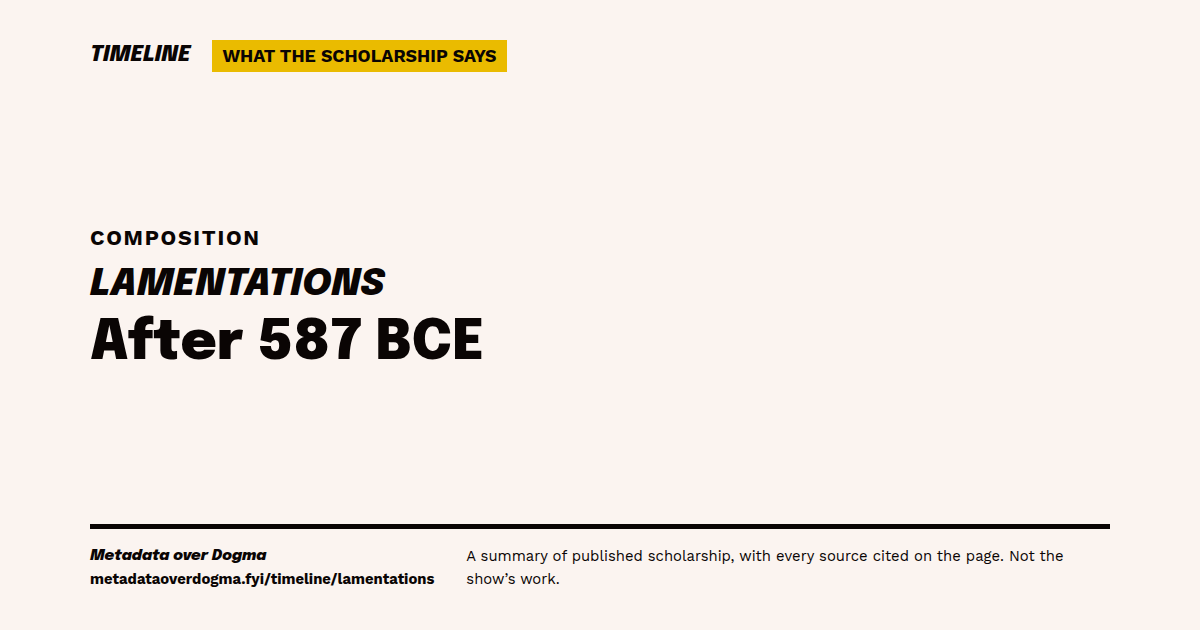 TIMELINE
WHAT THE SCHOLARSHIP SAYS
COMPOSITION
LAMENTATIONS
After 587 BCE
Metadata over Dogma
metadataoverdogma.fyi/timeline/lamentations
A summary of published scholarship, with every source cited on the page. Not the
show’s work.